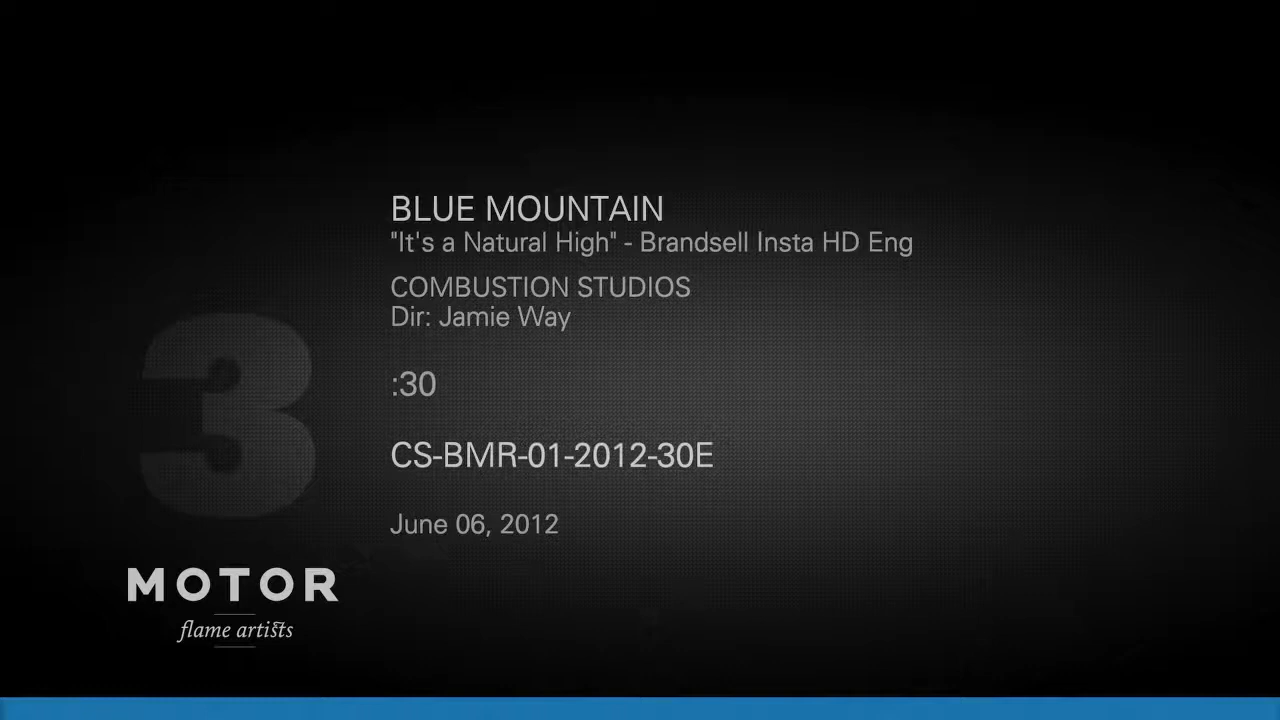 BLUE MOUNTAIN
"It's a Natural High" - Brandsell Insta HD Eng
COMBUSTION STUDIOS
Dir: Jamie Way
:30
3
CS-BMR-01-2012-30E
June 06, 2012
MOTOR
flame artists